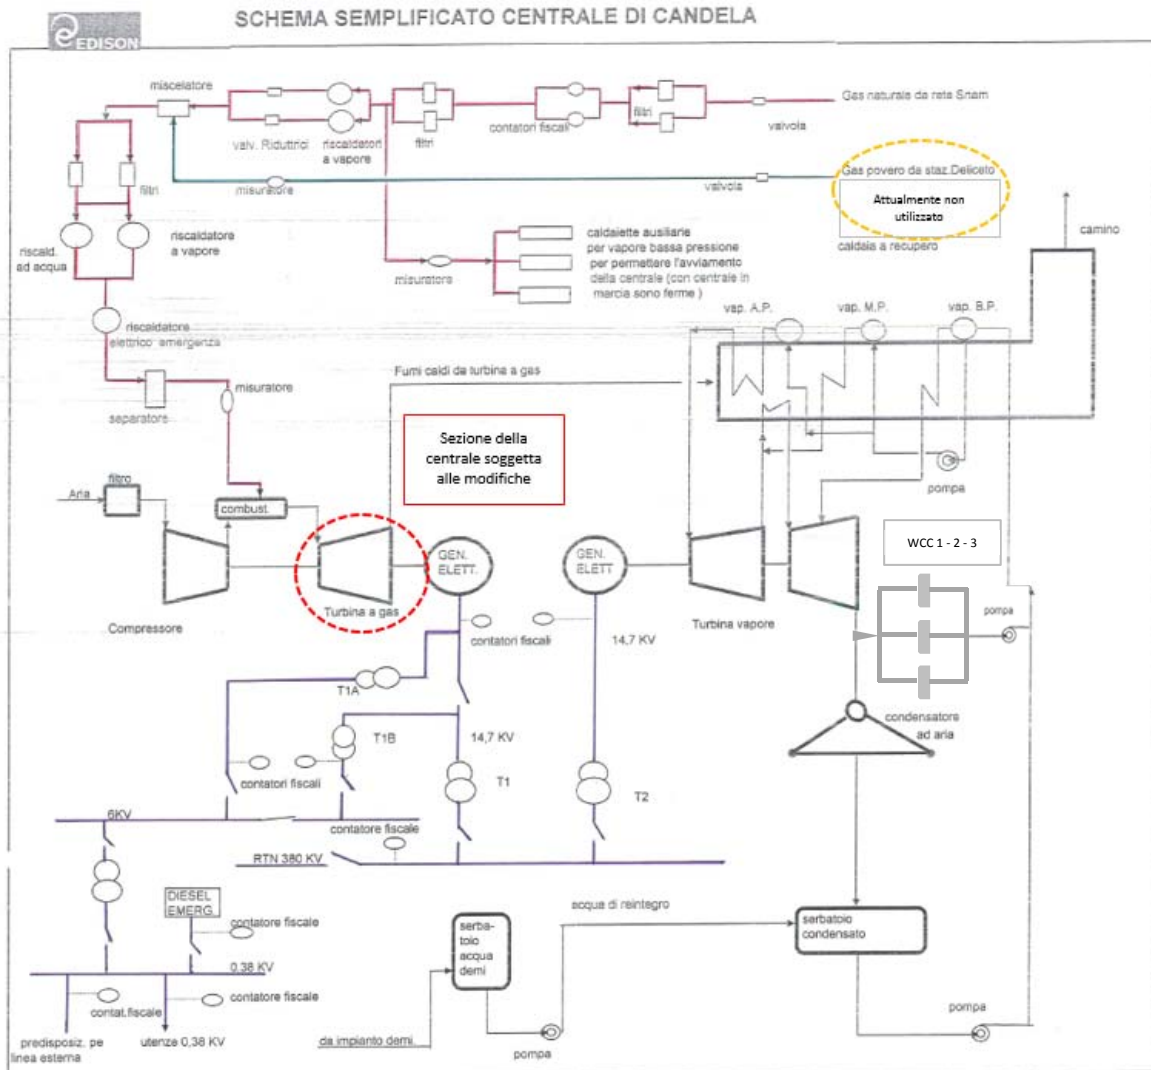 SCHEMA SEMPLIFICATO CENTRALE DI CANDELA
EDISON
miscelatore
Gas naturale da rete Snam
valv. Riduttrici
riscaldatori
a vapore
filtri
contatori fiscali
filtri
valvola
filtri
misuratore
valvola
Gas povero da staz.Deliceto
Attualmente non
utilizzato
caldaia a recupero
camino
riscald.
ad acqua
riscaldatore
a vapore
misuratore
caldaiette ausiliarie
per vapore bassa pressione
per permettere l'avviamento
della centrale (con centrale in
marcia sono ferme )
vap. A.P.
vap. M.P.
vap. B.P.
riscaldatore
elettrico emergenza
Fumi caldi da turbina a gas
misuratore
separatore
Sezione della
centrale soggetta
alle modifiche
filtro
Aria
combust.
pompa
GEN.
ELETT.
GEN.
ELETT
WCC 1 - 2 - 3
Turbina a gas
Compressore
contatori fiscali
14,7 KV
Turbina vapore
pompa
T1A
T1B
14,7 KV
condensatore
ad aria
contatori fiscali
T1
T2
6KV
contatore fiscale
RTN 380 KV
DIESEL
EMERG.
contatore fiscale
serba-
toio
acqua
demi
acqua di reintegro
serbatoio
condensato
0,38 KV
contat.fiscale
contatore fiscale
predisposiz. pe
linea esterna
utenze 0,38 KV
da impianto demi.
pompa
pompa